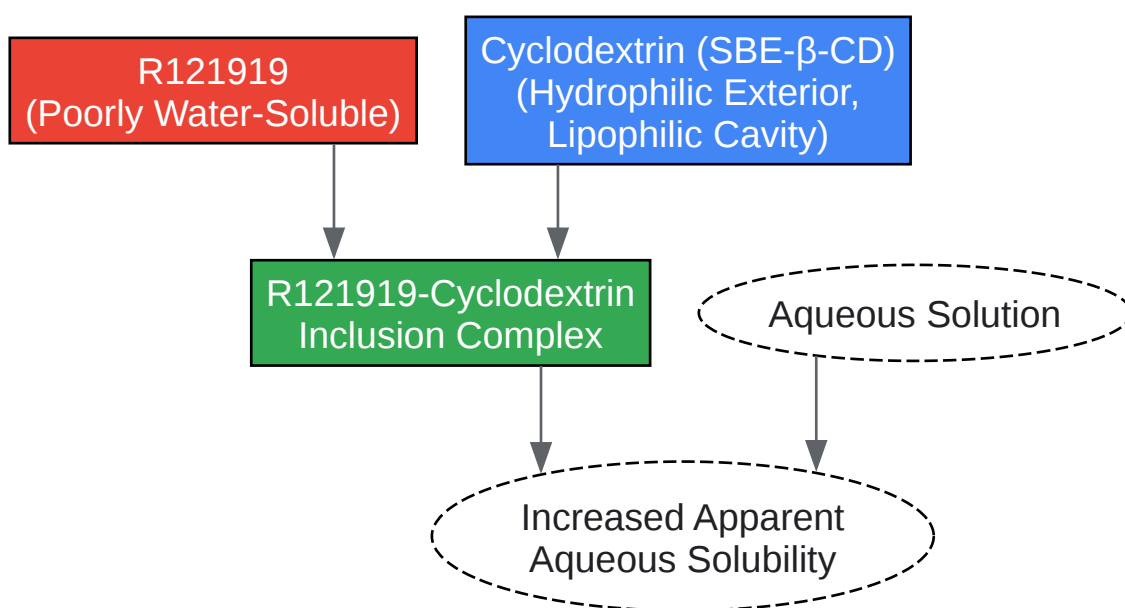 R121919
(Poorly Water-Soluble)
Cyclodextrin (SBE-β-CD)
(Hydrophilic Exterior,
Lipophilic Cavity)
R121919-Cyclodextrin
Inclusion Complex
Aqueous Solution
Increased Apparent
Aqueous Solubility